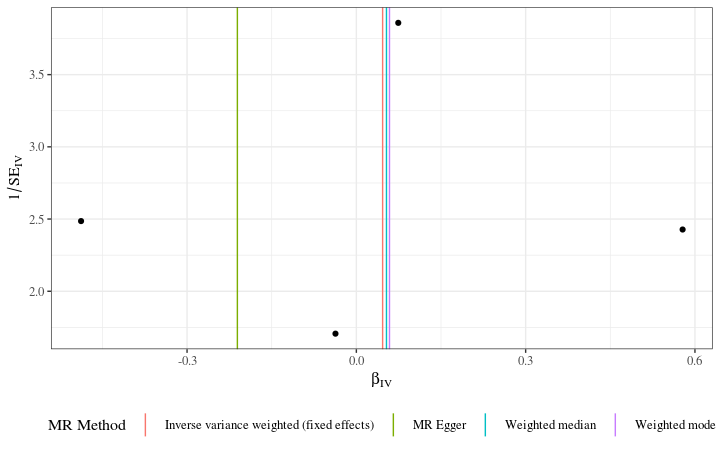 3.5
3.0
2.5
2.0
1/SE_IV
-0.3 0.0 0.3 0.6
β_IV
MR Method Inverse variance weighted (fixed effects) MR Egger Weighted median Weighted mode